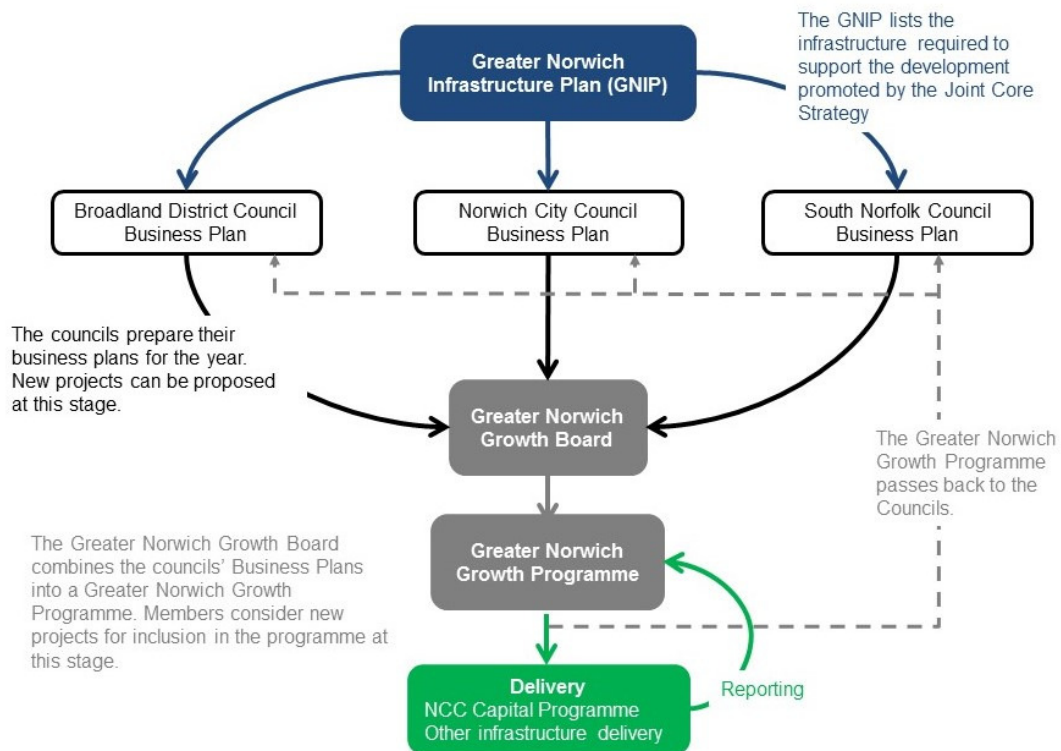 Greater Norwich
Infrastructure Plan (GNIP)
The GNIP lists the
infrastructure required to
support the development
promoted by the Joint Core
Strategy
Broadland District Council
Business Plan
Norwich City Council
Business Plan
South Norfolk Council
Business Plan
The councils prepare their
business plans for the year.
New projects can be proposed
at this stage.
Greater Norwich
Growth Board
The Greater Norwich
Growth Programme
passes back to the
Councils.
Greater Norwich
Growth Programme
The Greater Norwich Growth Board
combines the councils’ Business Plans
into a Greater Norwich Growth
Programme. Members consider new
projects for inclusion in the programme at
this stage.
Delivery
NCC Capital Programme
Other infrastructure delivery
Reporting